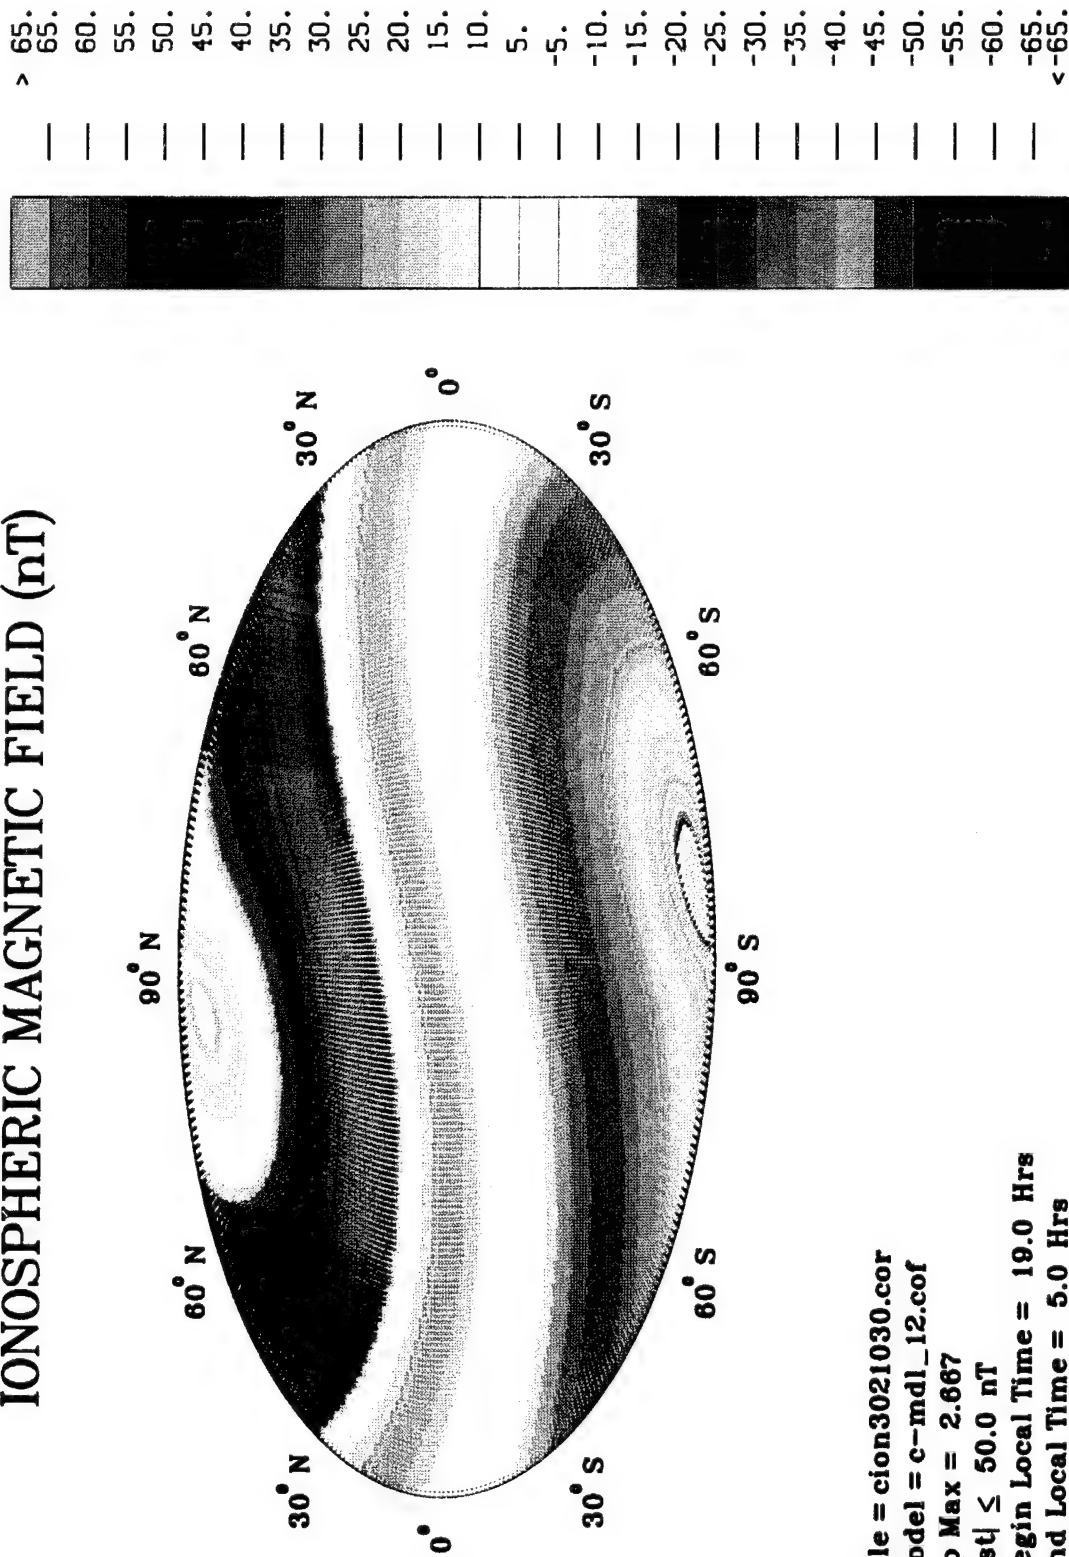 IONOSPHERIC MAGNETIC FIELD (nT)
90° N
60° N
60° N
30° N
30° N
0°
0°
30° S
30° S
60° S
60° S
90° S
le = cion3021030.cor
odel = c-mdl_12.cof
p Max = 2.667
st| ≤ 50.0 nT
egin Local Time = 19.0 Hrs
nd Local Time = 5.0 Hrs
> 65.
65.
60.
55.
50.
45.
40.
35.
30.
25.
20.
15.
10.
5.
-5.
-10.
-15.
-20.
-25.
-30.
-35.
-40.
-45.
-50.
-55.
-60.
-65.
<-65.